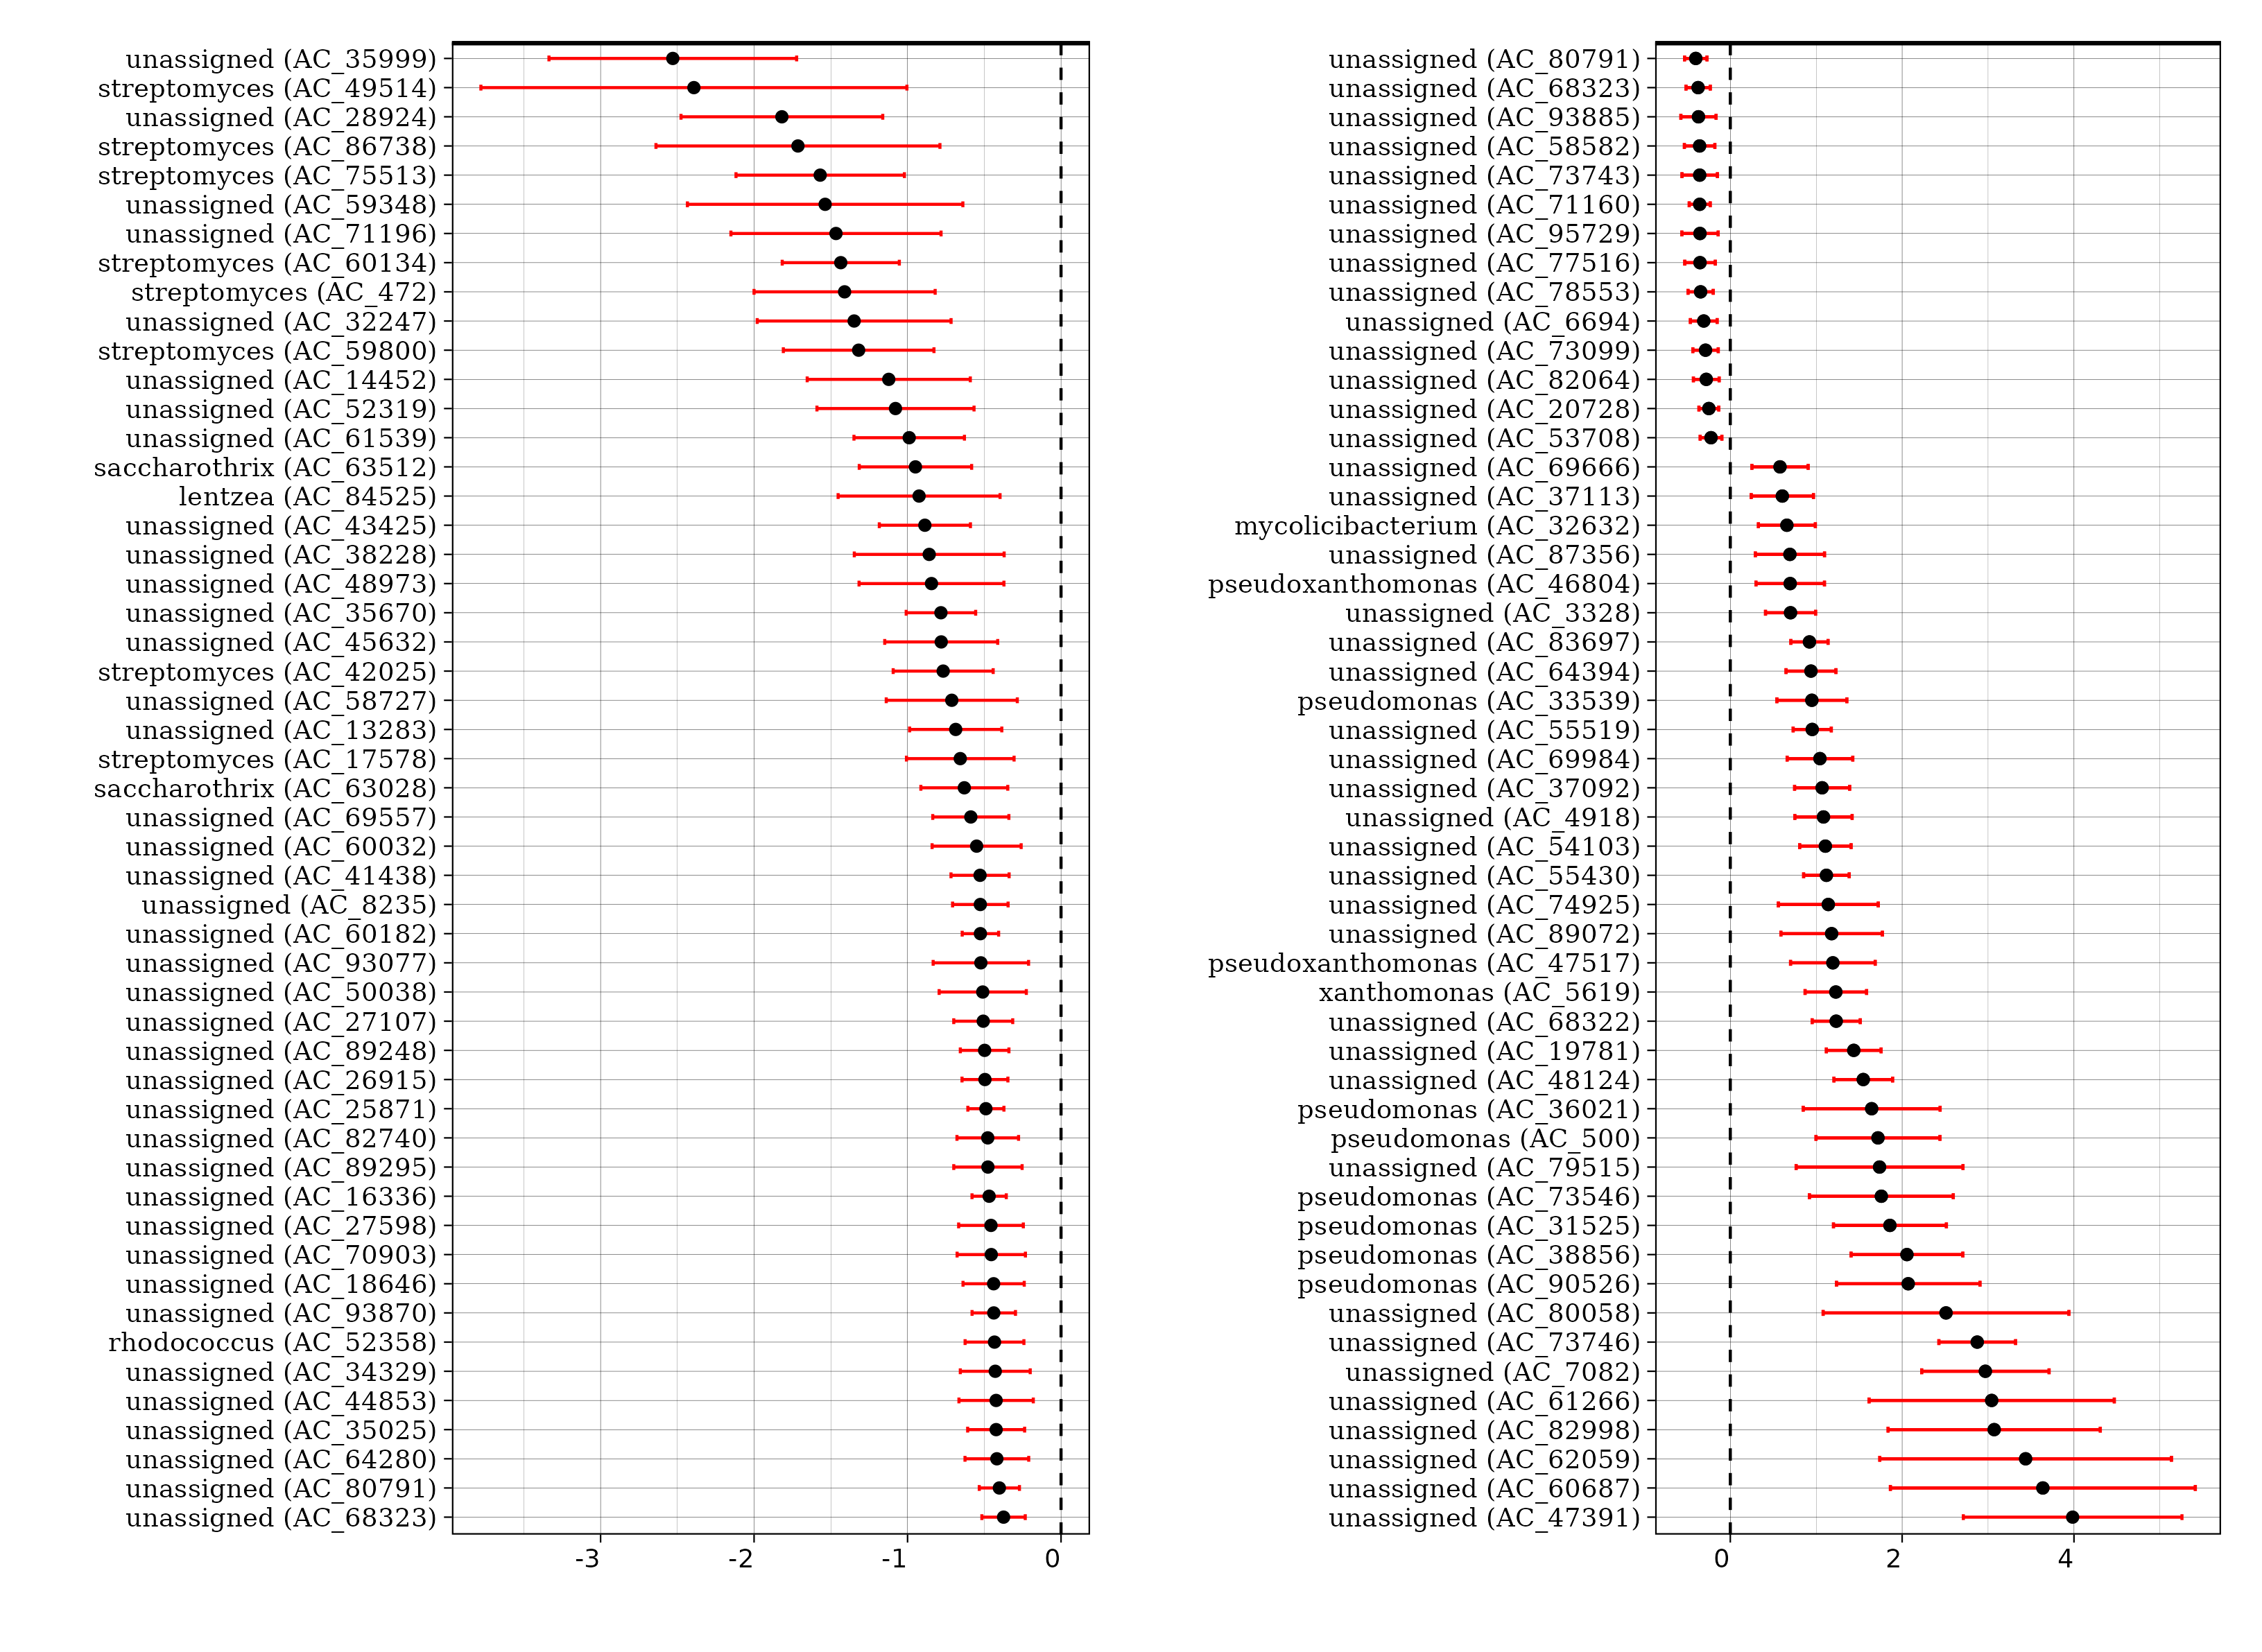 unassigned (AC_35999)
streptomyces (AC_49514)
unassigned (AC_28924)
streptomyces (AC_86738)
streptomyces (AC_75513)
unassigned (AC_59348)
unassigned (AC_71196)
streptomyces (AC_60134)
streptomyces (AC_472)
unassigned (AC_32247)
streptomyces (AC_59800)
unassigned (AC_14452)
unassigned (AC_52319)
unassigned (AC_61539)
saccharothrix (AC_63512)
lentzea (AC_84525)
unassigned (AC_43425)
unassigned (AC_38228)
unassigned (AC_48973)
unassigned (AC_35670)
unassigned (AC_45632)
streptomyces (AC_42025)
unassigned (AC_58727)
unassigned (AC_13283)
streptomyces (AC_17578)
saccharothrix (AC_63028)
unassigned (AC_69557)
unassigned (AC_60032)
unassigned (AC_41438)
unassigned (AC_8235)
unassigned (AC_60182)
unassigned (AC_93077)
unassigned (AC_50038)
unassigned (AC_27107)
unassigned (AC_89248)
unassigned (AC_26915)
unassigned (AC_25871)
unassigned (AC_82740)
unassigned (AC_89295)
unassigned (AC_16336)
unassigned (AC_27598)
unassigned (AC_70903)
unassigned (AC_18646)
unassigned (AC_93870)
rhodococcus (AC_52358)
unassigned (AC_34329)
unassigned (AC_44853)
unassigned (AC_35025)
unassigned (AC_64280)
unassigned (AC_80791)
unassigned (AC_68323)
-3 -2 -1 0
unassigned (AC_80791)
unassigned (AC_68323)
unassigned (AC_93885)
unassigned (AC_58582)
unassigned (AC_73743)
unassigned (AC_71160)
unassigned (AC_95729)
unassigned (AC_77516)
unassigned (AC_78553)
unassigned (AC_6694)
unassigned (AC_73099)
unassigned (AC_82064)
unassigned (AC_20728)
unassigned (AC_53708)
unassigned (AC_69666)
unassigned (AC_37113)
mycolicibacterium (AC_32632)
unassigned (AC_87356)
pseudoxanthomonas (AC_46804)
unassigned (AC_3328)
unassigned (AC_83697)
unassigned (AC_64394)
pseudomonas (AC_33539)
unassigned (AC_55519)
unassigned (AC_69984)
unassigned (AC_37092)
unassigned (AC_4918)
unassigned (AC_54103)
unassigned (AC_55430)
unassigned (AC_74925)
unassigned (AC_89072)
pseudoxanthomonas (AC_47517)
xanthomonas (AC_5619)
unassigned (AC_68322)
unassigned (AC_19781)
unassigned (AC_48124)
pseudomonas (AC_36021)
pseudomonas (AC_500)
unassigned (AC_79515)
pseudomonas (AC_73546)
pseudomonas (AC_31525)
pseudomonas (AC_38856)
pseudomonas (AC_90526)
unassigned (AC_80058)
unassigned (AC_73746)
unassigned (AC_7082)
unassigned (AC_61266)
unassigned (AC_82998)
unassigned (AC_62059)
unassigned (AC_60687)
unassigned (AC_47391)
0 2 4